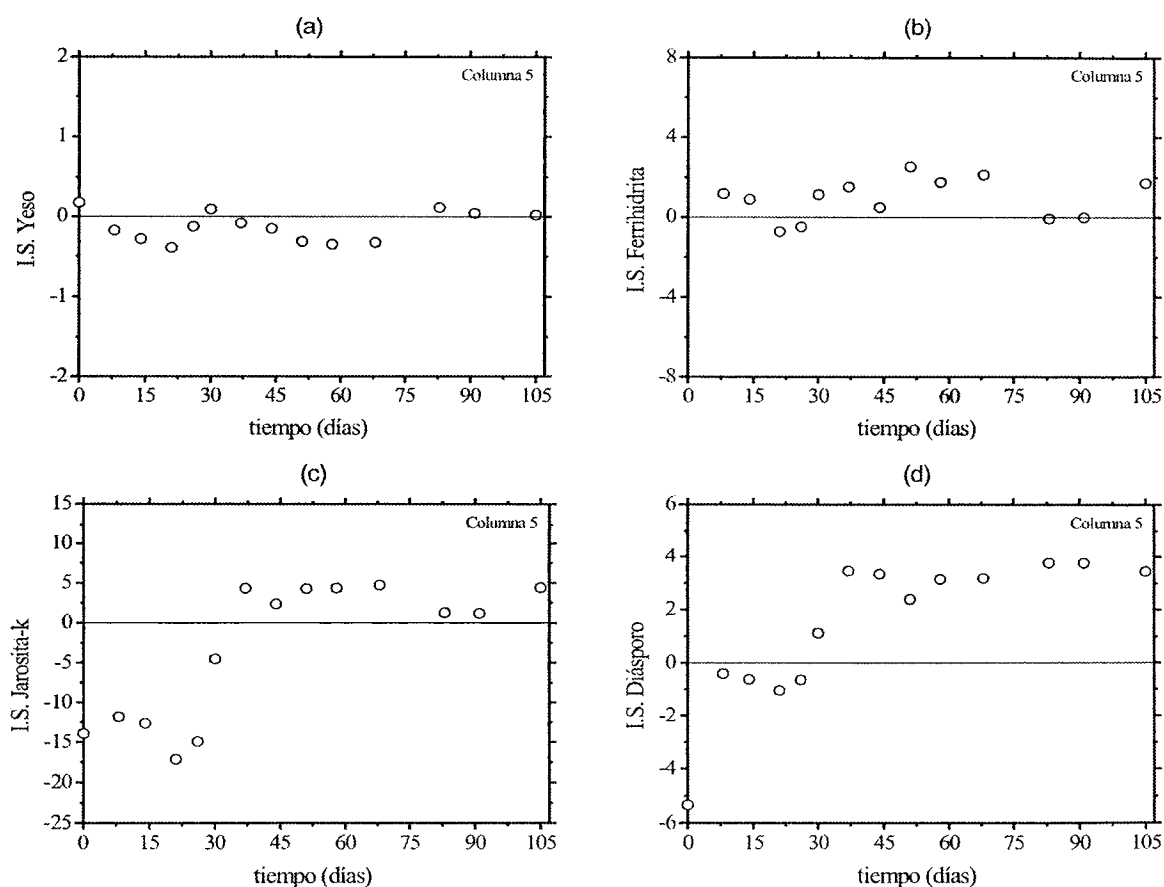 (a)
2
1
0
-1
-2
I.S. Yeso
Columna 5
0 15 30 45 60 75 90 105
tiempo (días)
(b)
8
4
0
-4
-8
I.S. Ferrihidrita
Columna 5
0 15 30 45 60 75 90 105
tiempo (días)
(c)
15
10
5
0
-5
-10
-15
-20
-25
I.S. Jarosita-k
Columna 5
0 15 30 45 60 75 90 105
tiempo (días)
(d)
6
4
2
0
-2
-4
-6
I.S. Diásporo
Columna 5
0 15 30 45 60 75 90 105
tiempo (días)